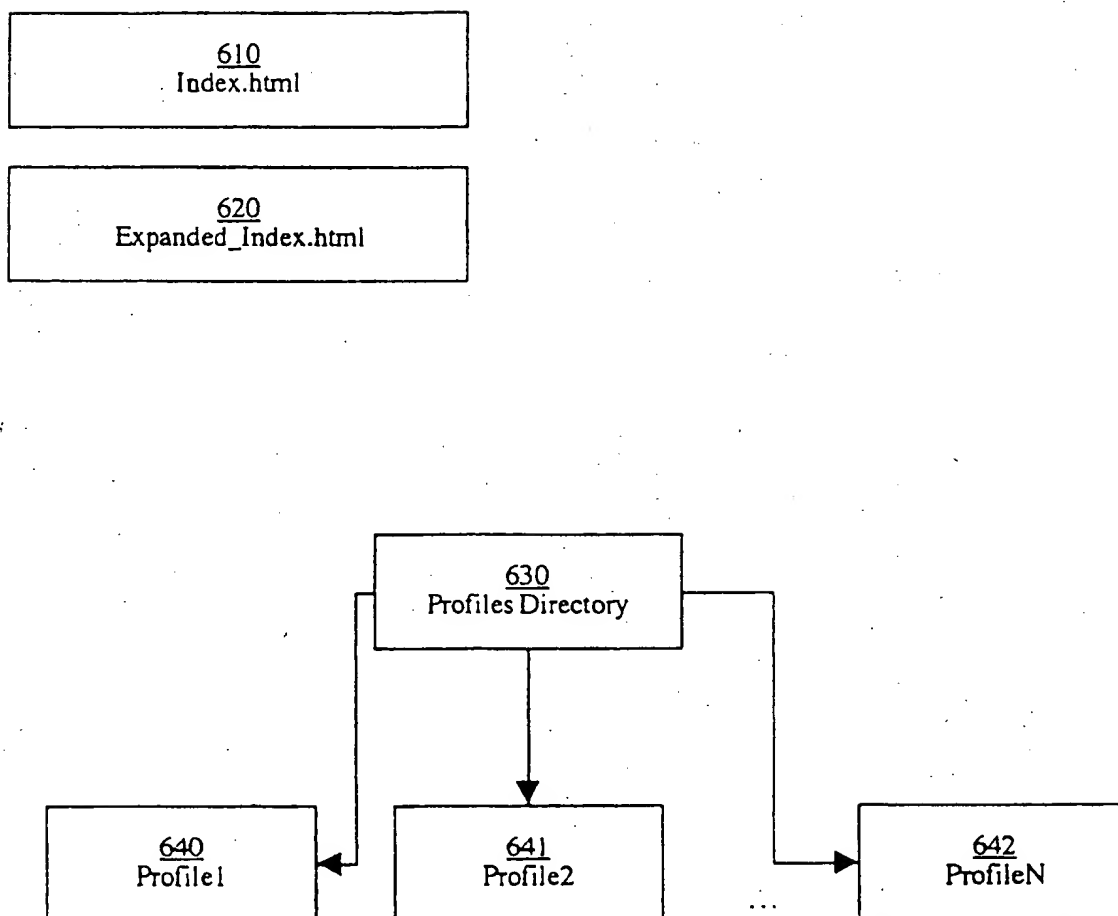 610
Index.html
620
Expanded_Index.html
630
Profiles Directory
640
Profile1
641
Profile2
...
642
ProfileN